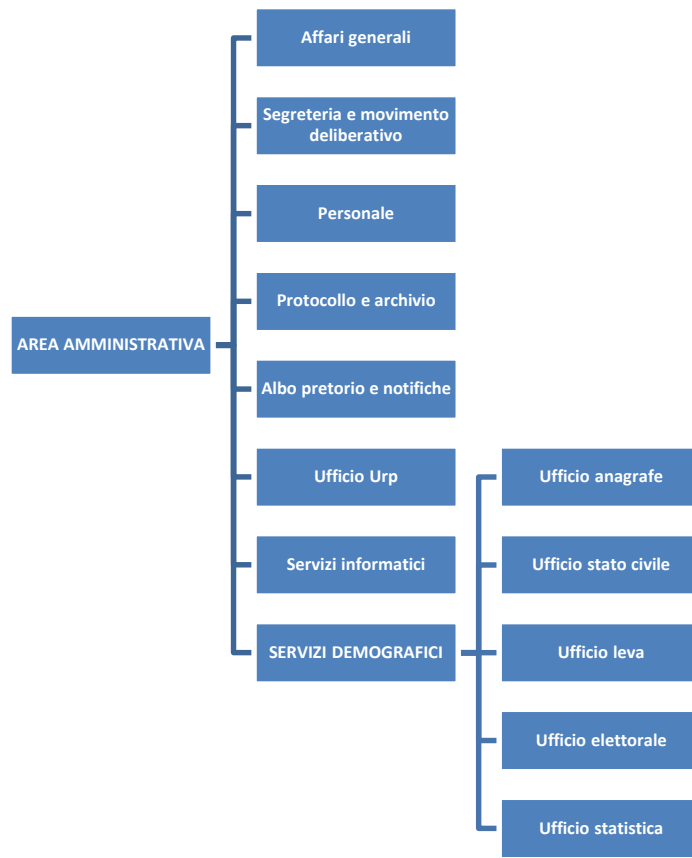 Affari generali
Segreteria e movimento
deliberativo
Personale
Protocollo e archivio
AREA AMMINISTRATIVA
Albo pretorio e notifiche
Ufficio Urp
Servizi informatici
SERVIZI DEMOGRAFICI
Ufficio anagrafe
Ufficio stato civile
Ufficio leva
Ufficio elettorale
Ufficio statistica